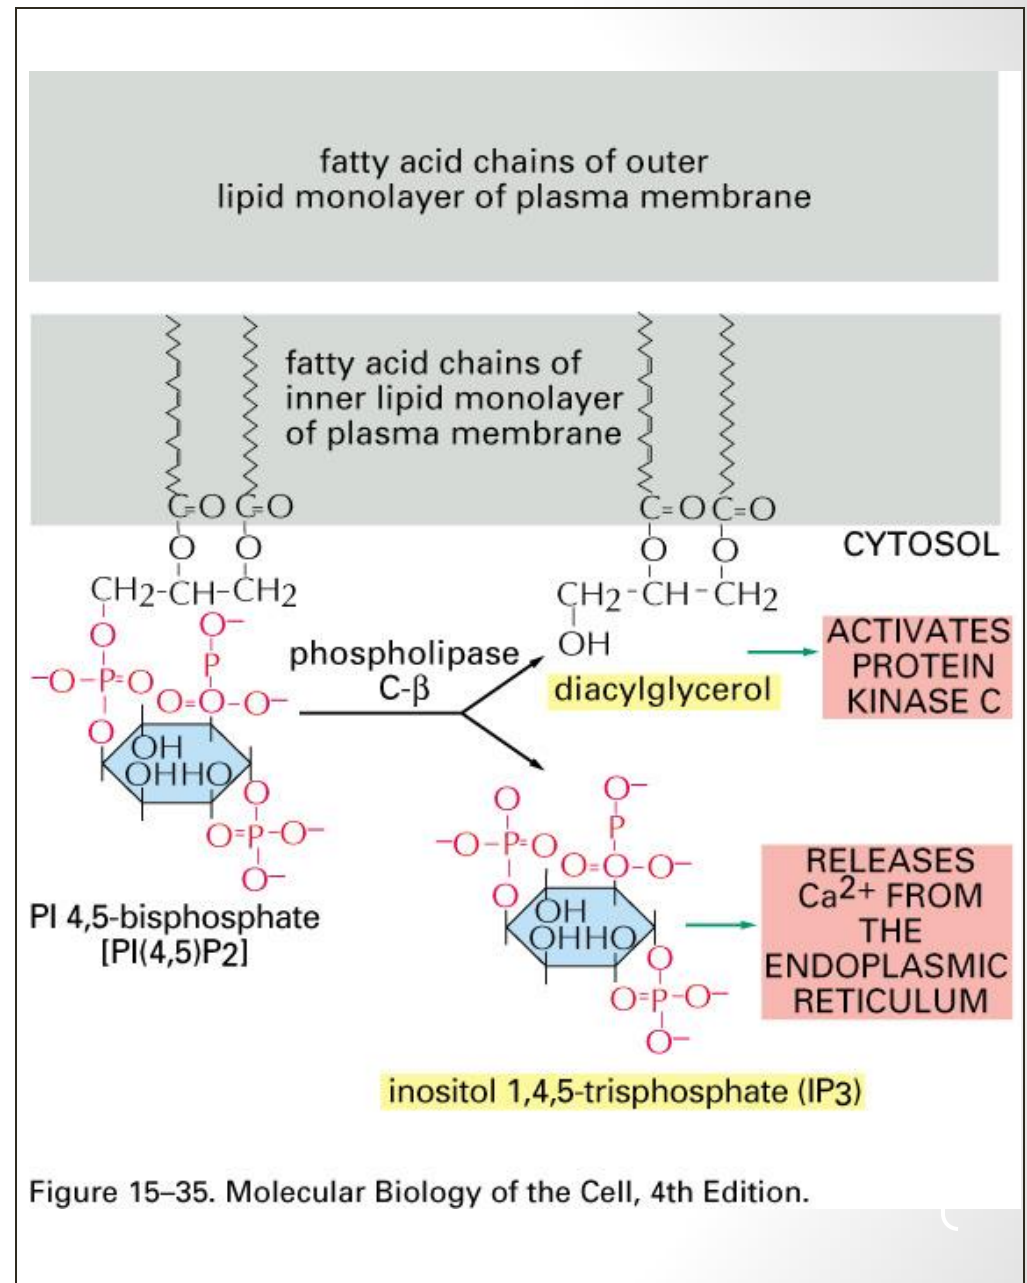 fatty acid chains of outer
lipid monolayer of plasma membrane
fatty acid chains of
inner lipid monolayer
of plasma membrane
C=O C=O
O O
CH2-CH-CH2
O
-O-P=O
O
O-
P
O=O-O-
OH
OHHO
O
O=P-O-
O-
PI 4,5-bisphosphate
[PI(4,5)P2]
phospholipase
C-β
C=O C=O
O O
CYTOSOL
CH2-CH-CH2
OH
diacylglycerol
ACTIVATES
PROTEIN
KINASE C
O
-O-P=O
O
O-
P
O=O-O-
OH
OHHO
O
O=P-O-
O-
RELEASES
Ca2+ FROM
THE
ENDOPLASMIC
RETICULUM
inositol 1,4,5-trisphosphate (IP3)
Figure 15–35. Molecular Biology of the Cell, 4th Edition.